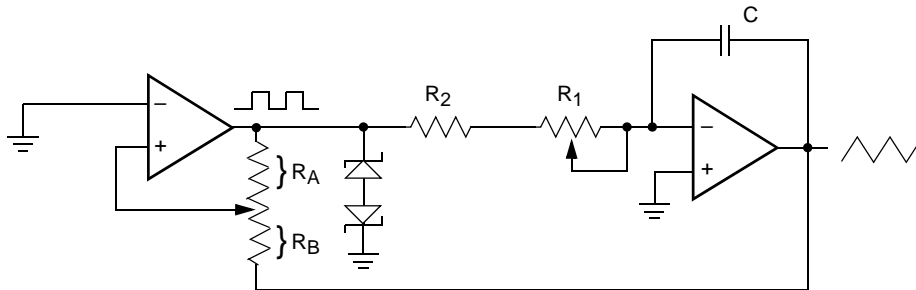 C
R2
R1
–
+
–
+
} RA
} RB